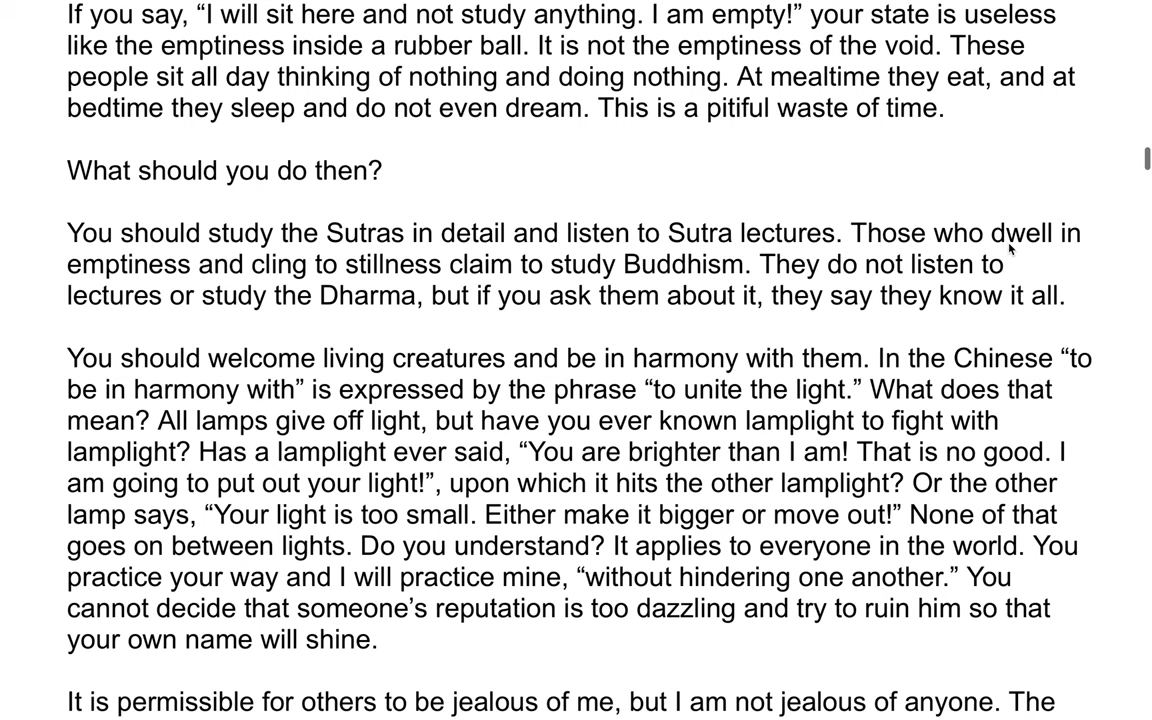 If you say, “I will sit here and not study anything. I am empty!” your state is useless
like the emptiness inside a rubber ball. It is not the emptiness of the void. These
people sit all day thinking of nothing and doing nothing. At mealtime they eat, and at
bedtime they sleep and do not even dream. This is a pitiful waste of time.
What should you do then?
You should study the Sutras in detail and listen to Sutra lectures. Those who dwell in
emptiness and cling to stillness claim to study Buddhism. They do not listen to
lectures or study the Dharma, but if you ask them about it, they say they know it all.
You should welcome living creatures and be in harmony with them. In the Chinese “to
be in harmony with” is expressed by the phrase “to unite the light.” What does that
mean? All lamps give off light, but have you ever known lamplight to fight with
lamplight? Has a lamplight ever said, “You are brighter than I am! That is no good. I
am going to put out your light!”, upon which it hits the other lamplight? Or the other
lamp says, “Your light is too small. Either make it bigger or move out!” None of that
goes on between lights. Do you understand? It applies to everyone in the world. You
practice your way and I will practice mine, “without hindering one another.” You
cannot decide that someone’s reputation is too dazzling and try to ruin him so that
your own name will shine.
It is permissible for others to be jealous of me, but I am not jealous of anyone. The